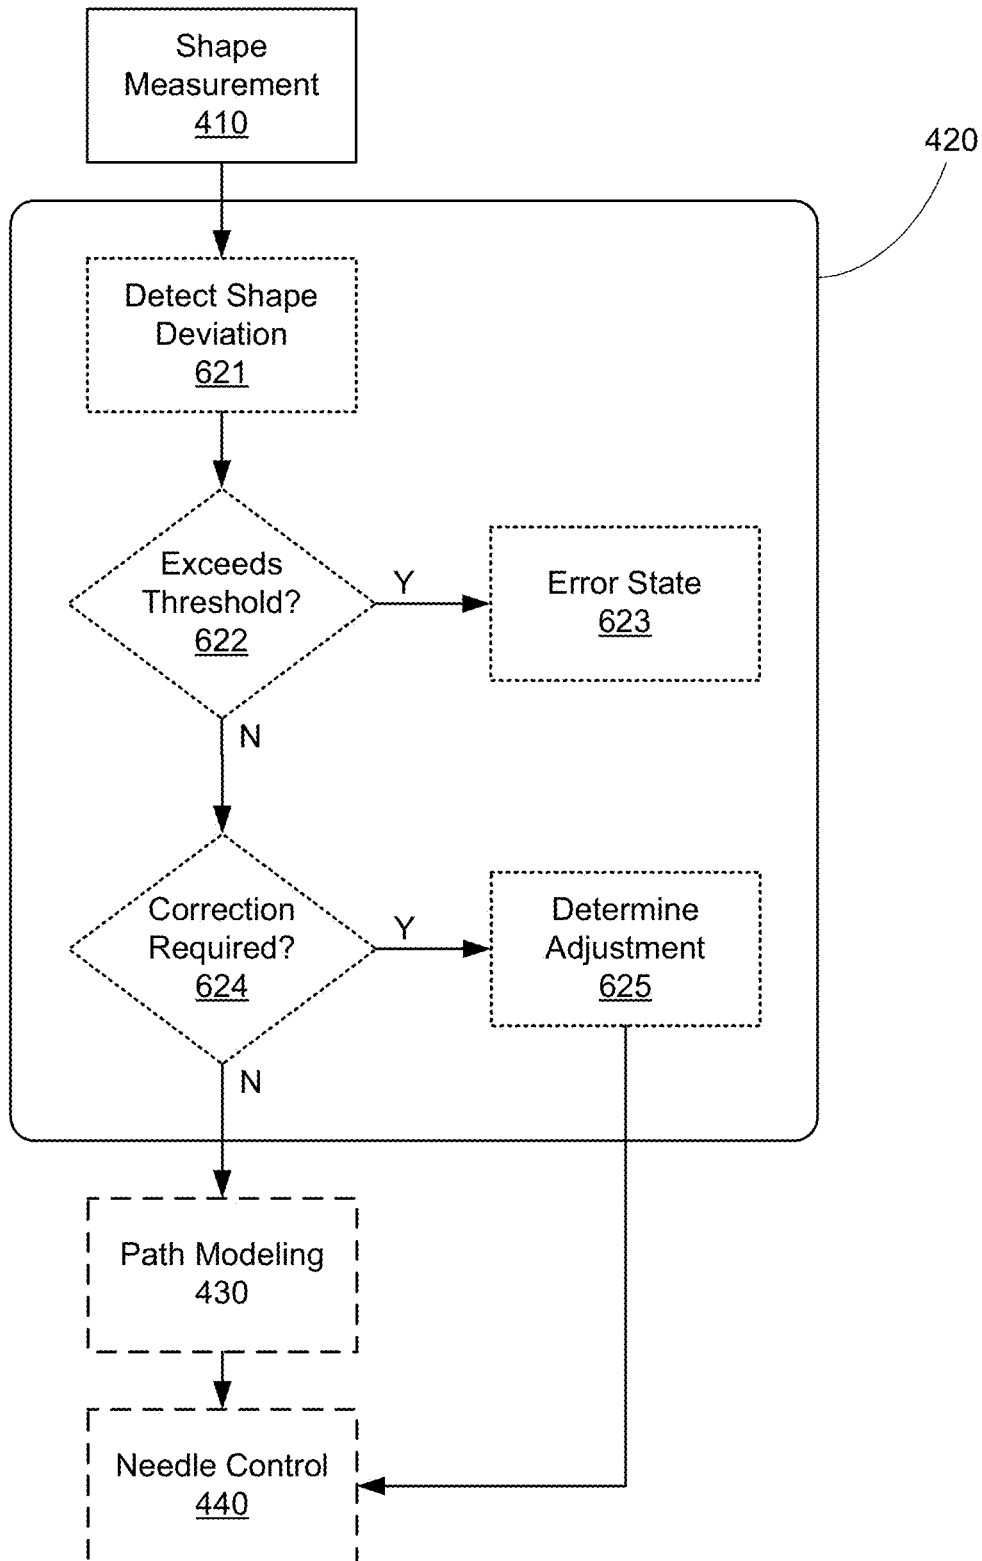 Shape
Measurement
410
420
Detect Shape
Deviation
621
Exceeds
Threshold?
622
Y
Error State
623
N
Correction
Required?
624
Y
Determine
Adjustment
625
N
Path Modeling
430
Needle Control
440